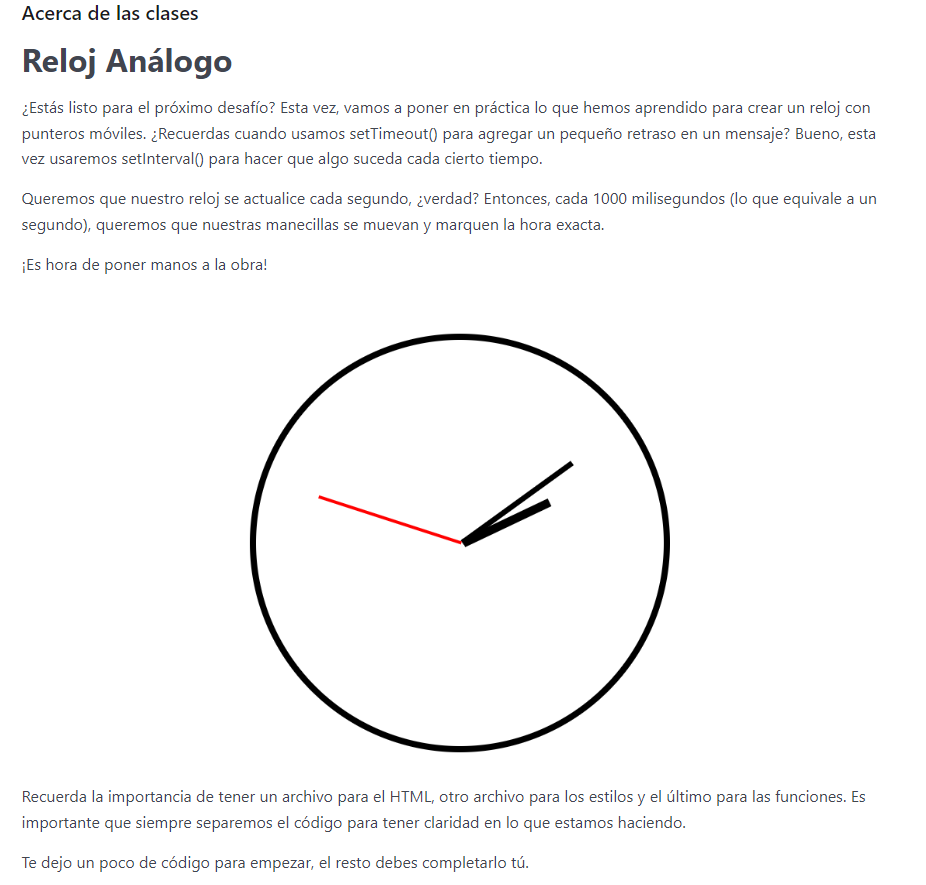 Acerca de las clases
Reloj Análogo
¿Estás listo para el próximo desafío? Esta vez, vamos a poner en práctica lo que hemos aprendido para crear un reloj con
punteros móviles. ¿Recuerdas cuando usamos setTimeout() para agregar un pequeño retraso en un mensaje? Bueno, esta
vez usaremos setInterval() para hacer que algo suceda cada cierto tiempo.
Queremos que nuestro reloj se actualice cada segundo, ¿verdad? Entonces, cada 1000 milisegundos (lo que equivale a un
segundo), queremos que nuestras manecillas se muevan y marquen la hora exacta.
¡Es hora de poner manos a la obra!
Recuerda la importancia de tener un archivo para el HTML, otro archivo para los estilos y el último para las funciones. Es
importante que siempre separemos el código para tener claridad en lo que estamos haciendo.
Te dejo un poco de código para empezar, el resto debes completarlo tú.